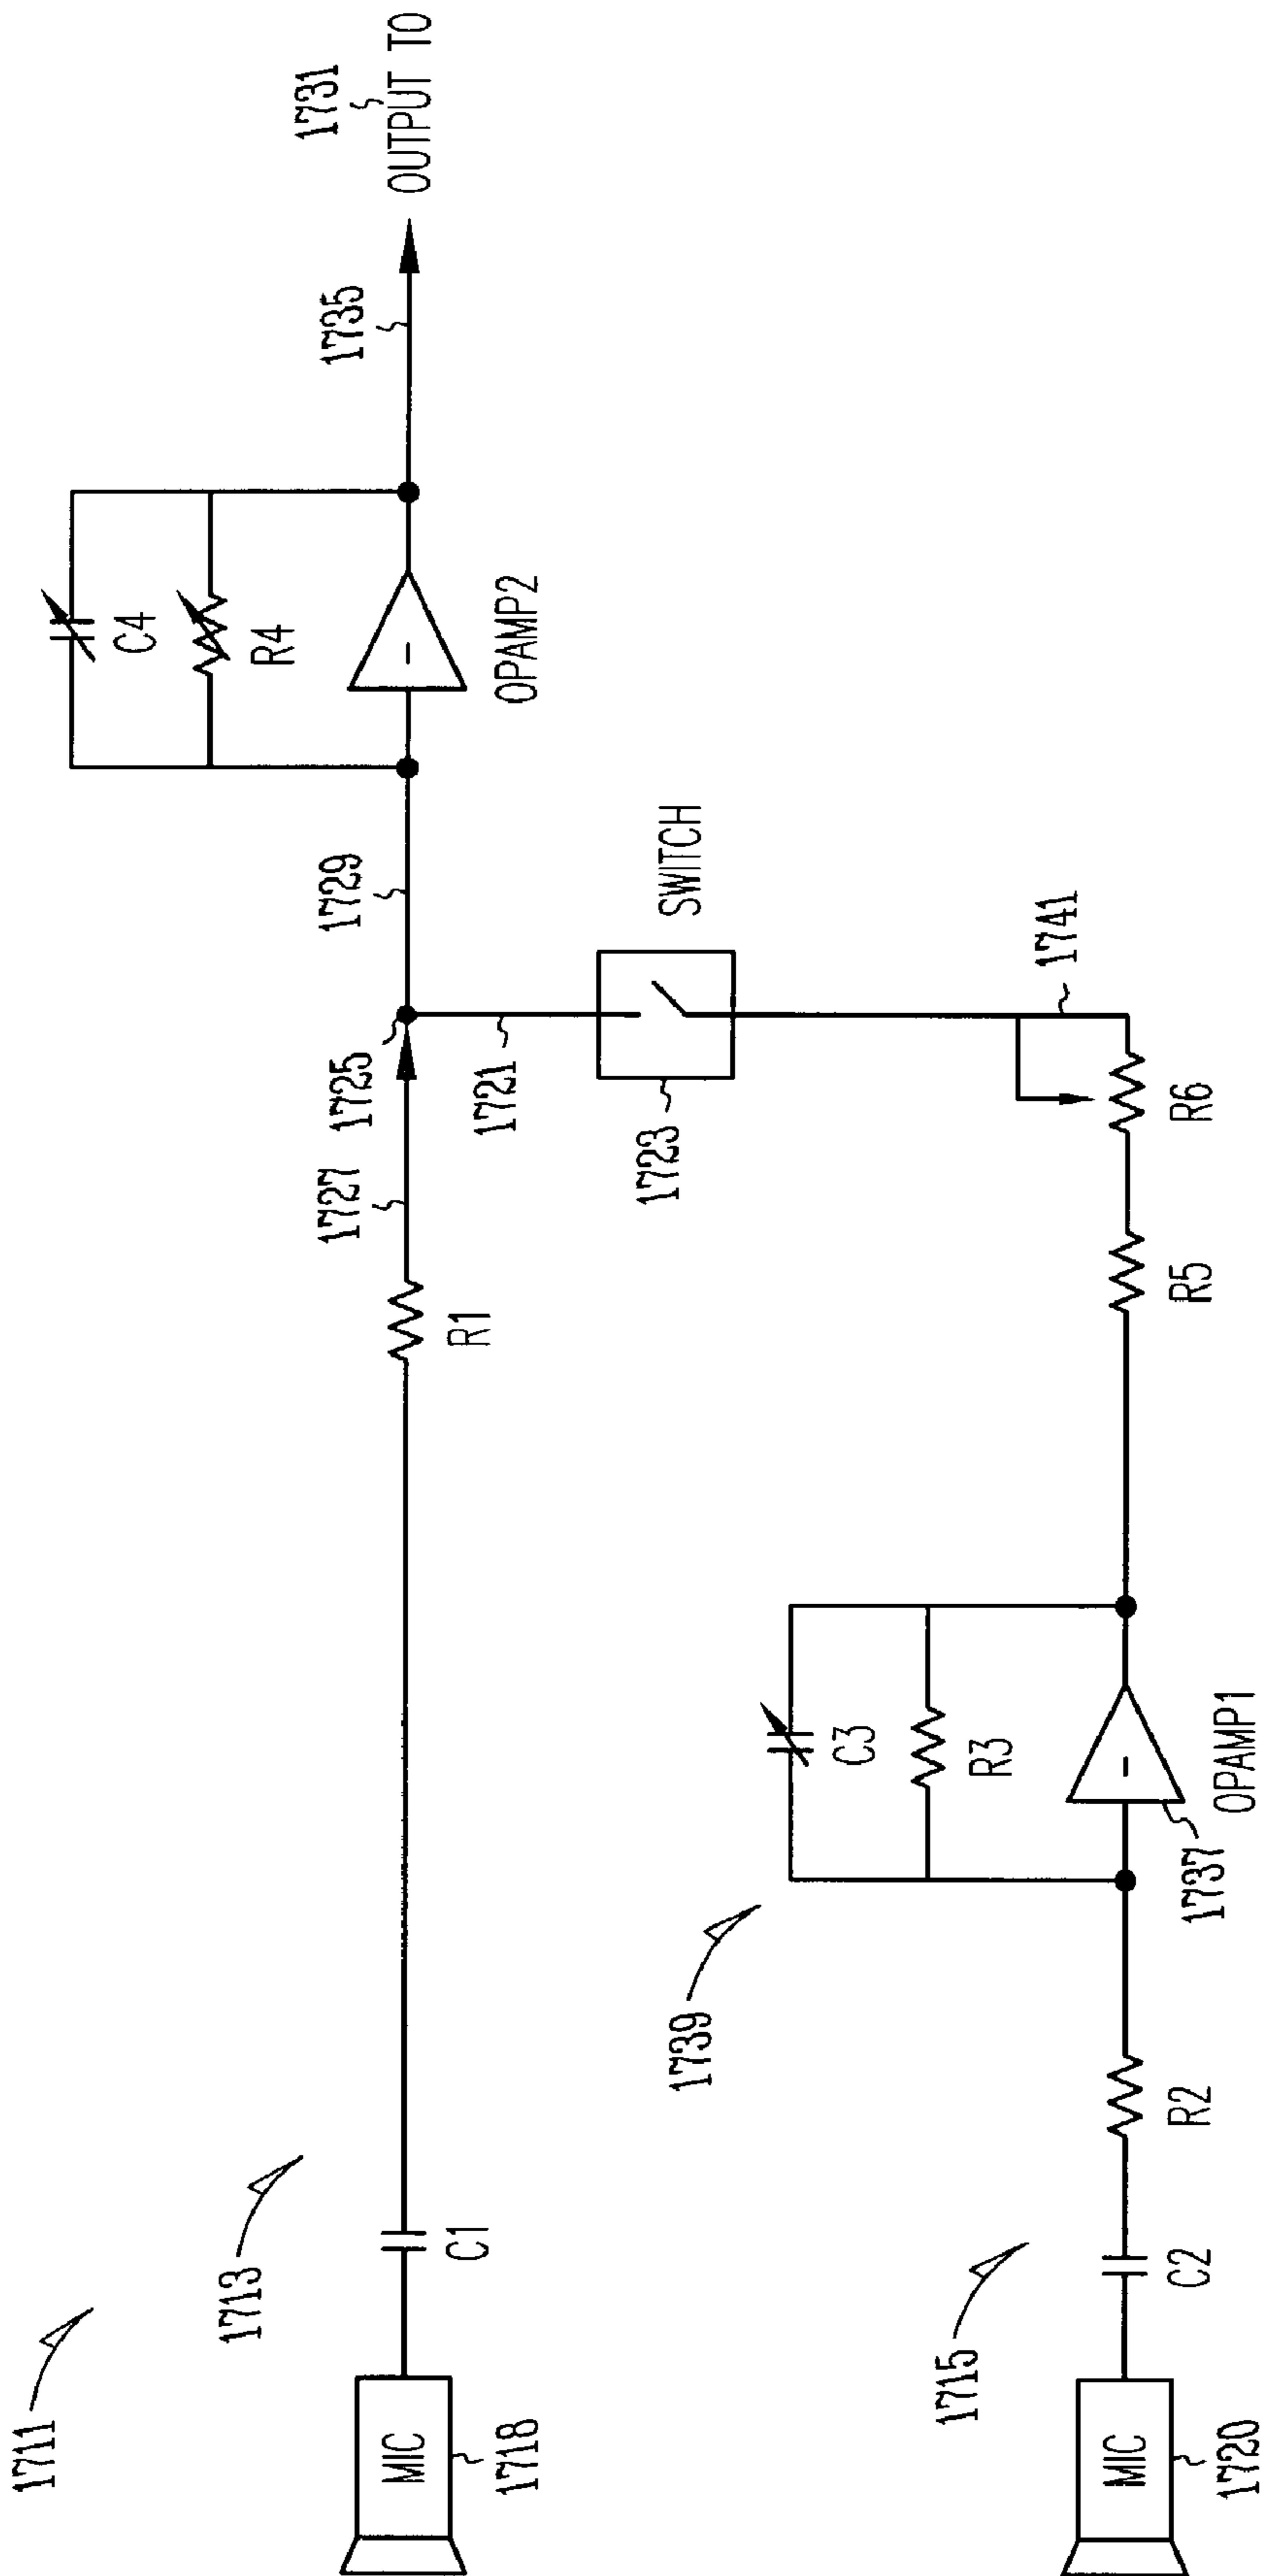 1711
1713
MIC
1718
C1
R1
1727
1725
1729
1721
1723
SWITCH
C4
R4
OPAMP2
1735
1731
OUTPUT TO
1715
MIC
1720
C2
R2
1739
C3
R3
1737
OPAMP1
R5
R6
1741